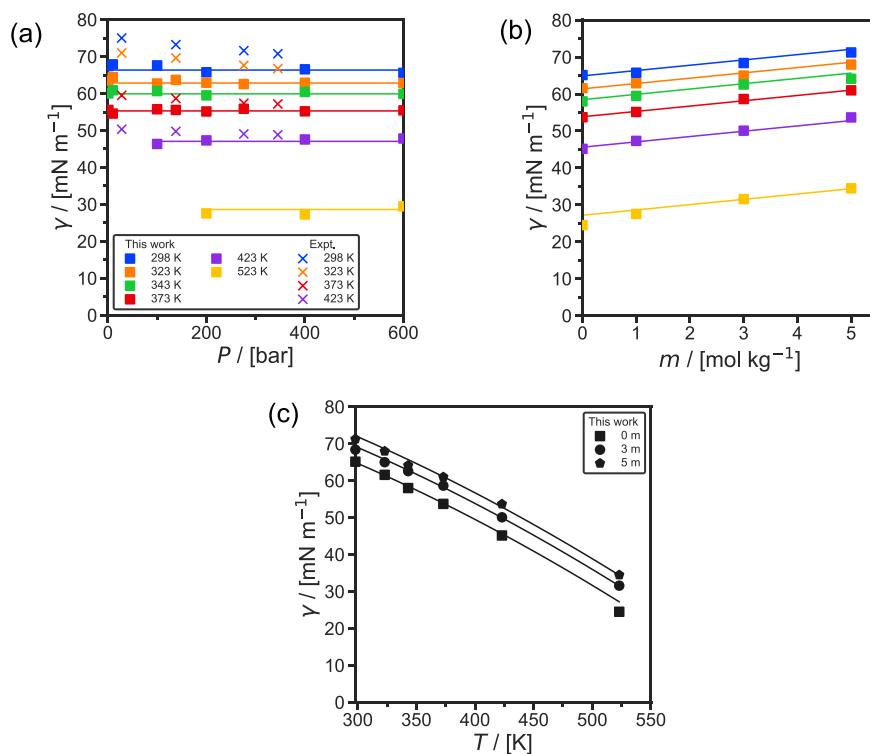 (a)
80
70
60
50
40
30
20
10
0
γ / [mN m⁻¹]
This work
298 K
323 K
343 K
373 K
423 K
523 K
Expt.
298 K
323 K
373 K
423 K
0 200 400 600
P / [bar]
(b)
80
70
60
50
40
30
20
10
0
γ / [mN m⁻¹]
0 1 2 3 4 5
m / [mol kg⁻¹]
(c)
80
70
60
50
40
30
20
10
0
γ / [mN m⁻¹]
This work
0 m
3 m
5 m
300 350 400 450 500 550
T / [K]